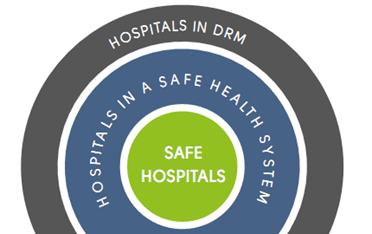 HOSPITALS IN DRM
HOSPITALS IN A SAFE HEALTH SYSTEM
SAFE
HOSPITALS